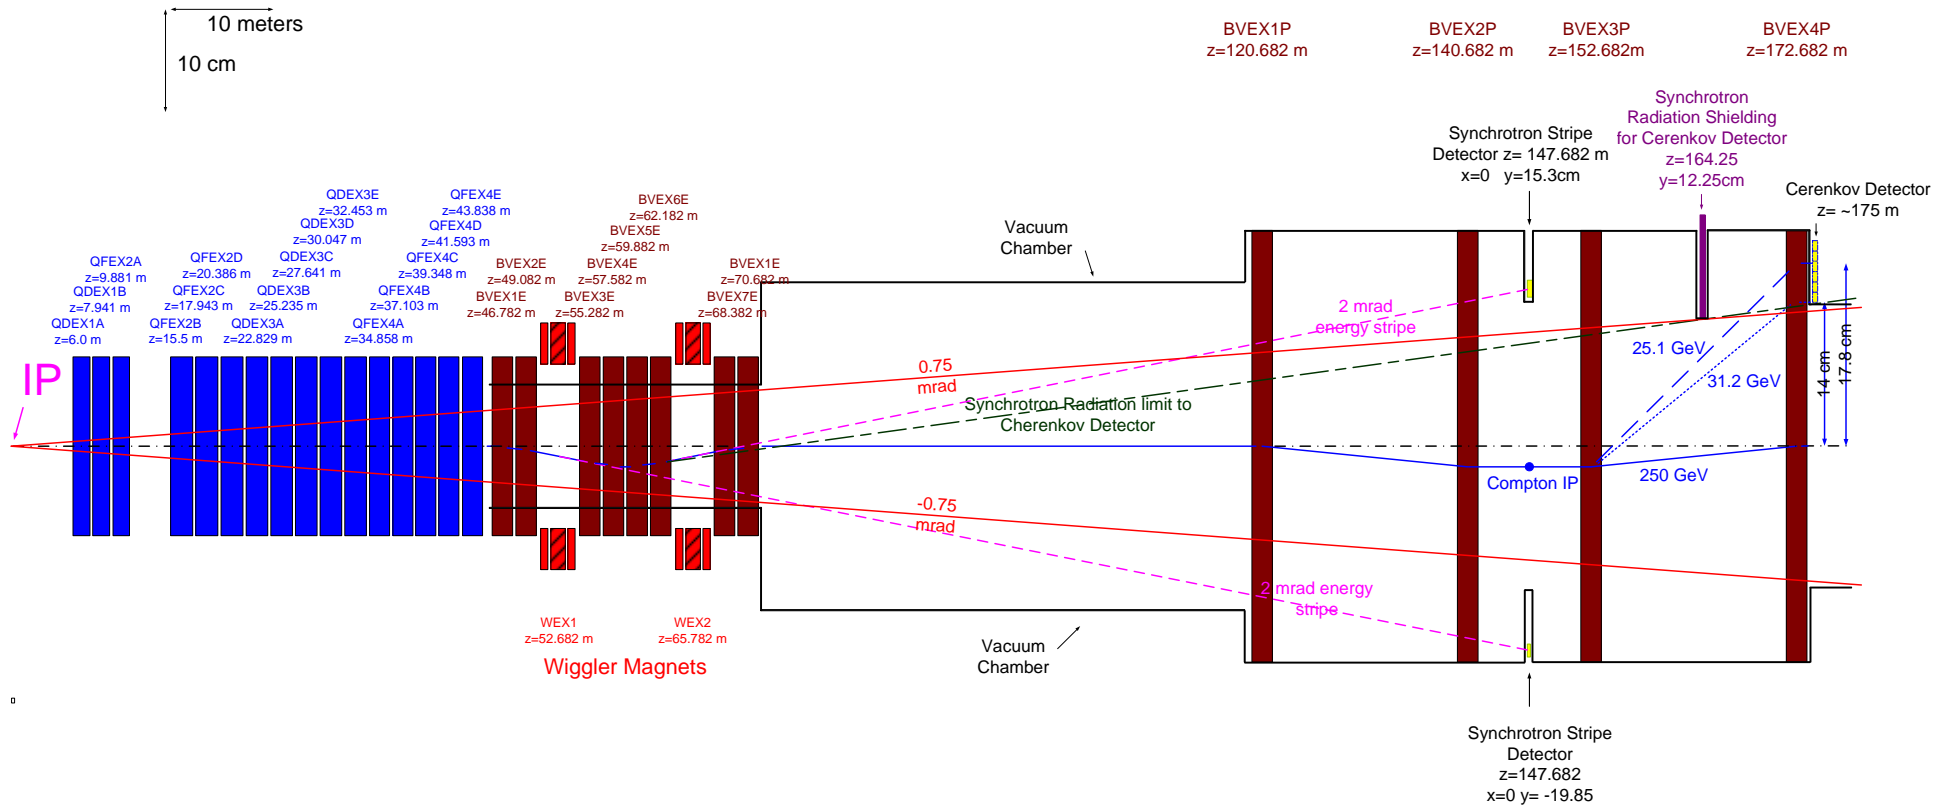 10 meters
10 cm
BVEX1P
z=120.682 m
BVEX2P
z=140.682 m
BVEX3P
z=152.682m
BVEX4P
z=172.682 m
Synchrotron
Radiation Shielding
for Cerenkov Detector
z=164.25
y=12.25cm
Synchrotron Stripe
Detector z= 147.682 m
x=0 y=15.3cm
Cerenkov Detector
z= ~175 m
QDEX3E
z=32.453 m
QFEX4E
z=43.838 m
BVEX6E
z=62.182 m
QDEX3D
z=30.047 m
QFEX4D
z=41.593 m
BVEX5E
z=59.882 m
Vacuum
Chamber
QFEX2A
z=9.881 m
QFEX2D
z=20.386 m
QDEX3C
z=27.641 m
QFEX4C
z=39.348 m
BVEX2E
z=49.082 m
BVEX4E
z=57.582 m
BVEX1E
z=70.682 m
QDEX1B
z=7.941 m
QFEX2C
z=17.943 m
QDEX3B
z=25.235 m
QFEX4B
z=37.103 m
BVEX1E
z=46.782 m
BVEX3E
z=55.282 m
BVEX7E
z=68.382 m
QDEX1A
z=6.0 m
QFEX2B
z=15.5 m
QDEX3A
z=22.829 m
QFEX4A
z=34.858 m
2 mrad
energy stripe
IP
0.75
mrad
25.1 GeV
31.2 GeV
14 cm
17.8 cm
Synchrotron Radiation limit to
Cherenkov Detector
250 GeV
Compton IP
-0.75
mrad
2 mrad energy
stripe
WEX1
z=52.682 m
WEX2
z=65.782 m
Wiggler Magnets
Vacuum
Chamber
Synchrotron Stripe
Detector
z=147.682
x=0 y= -19.85